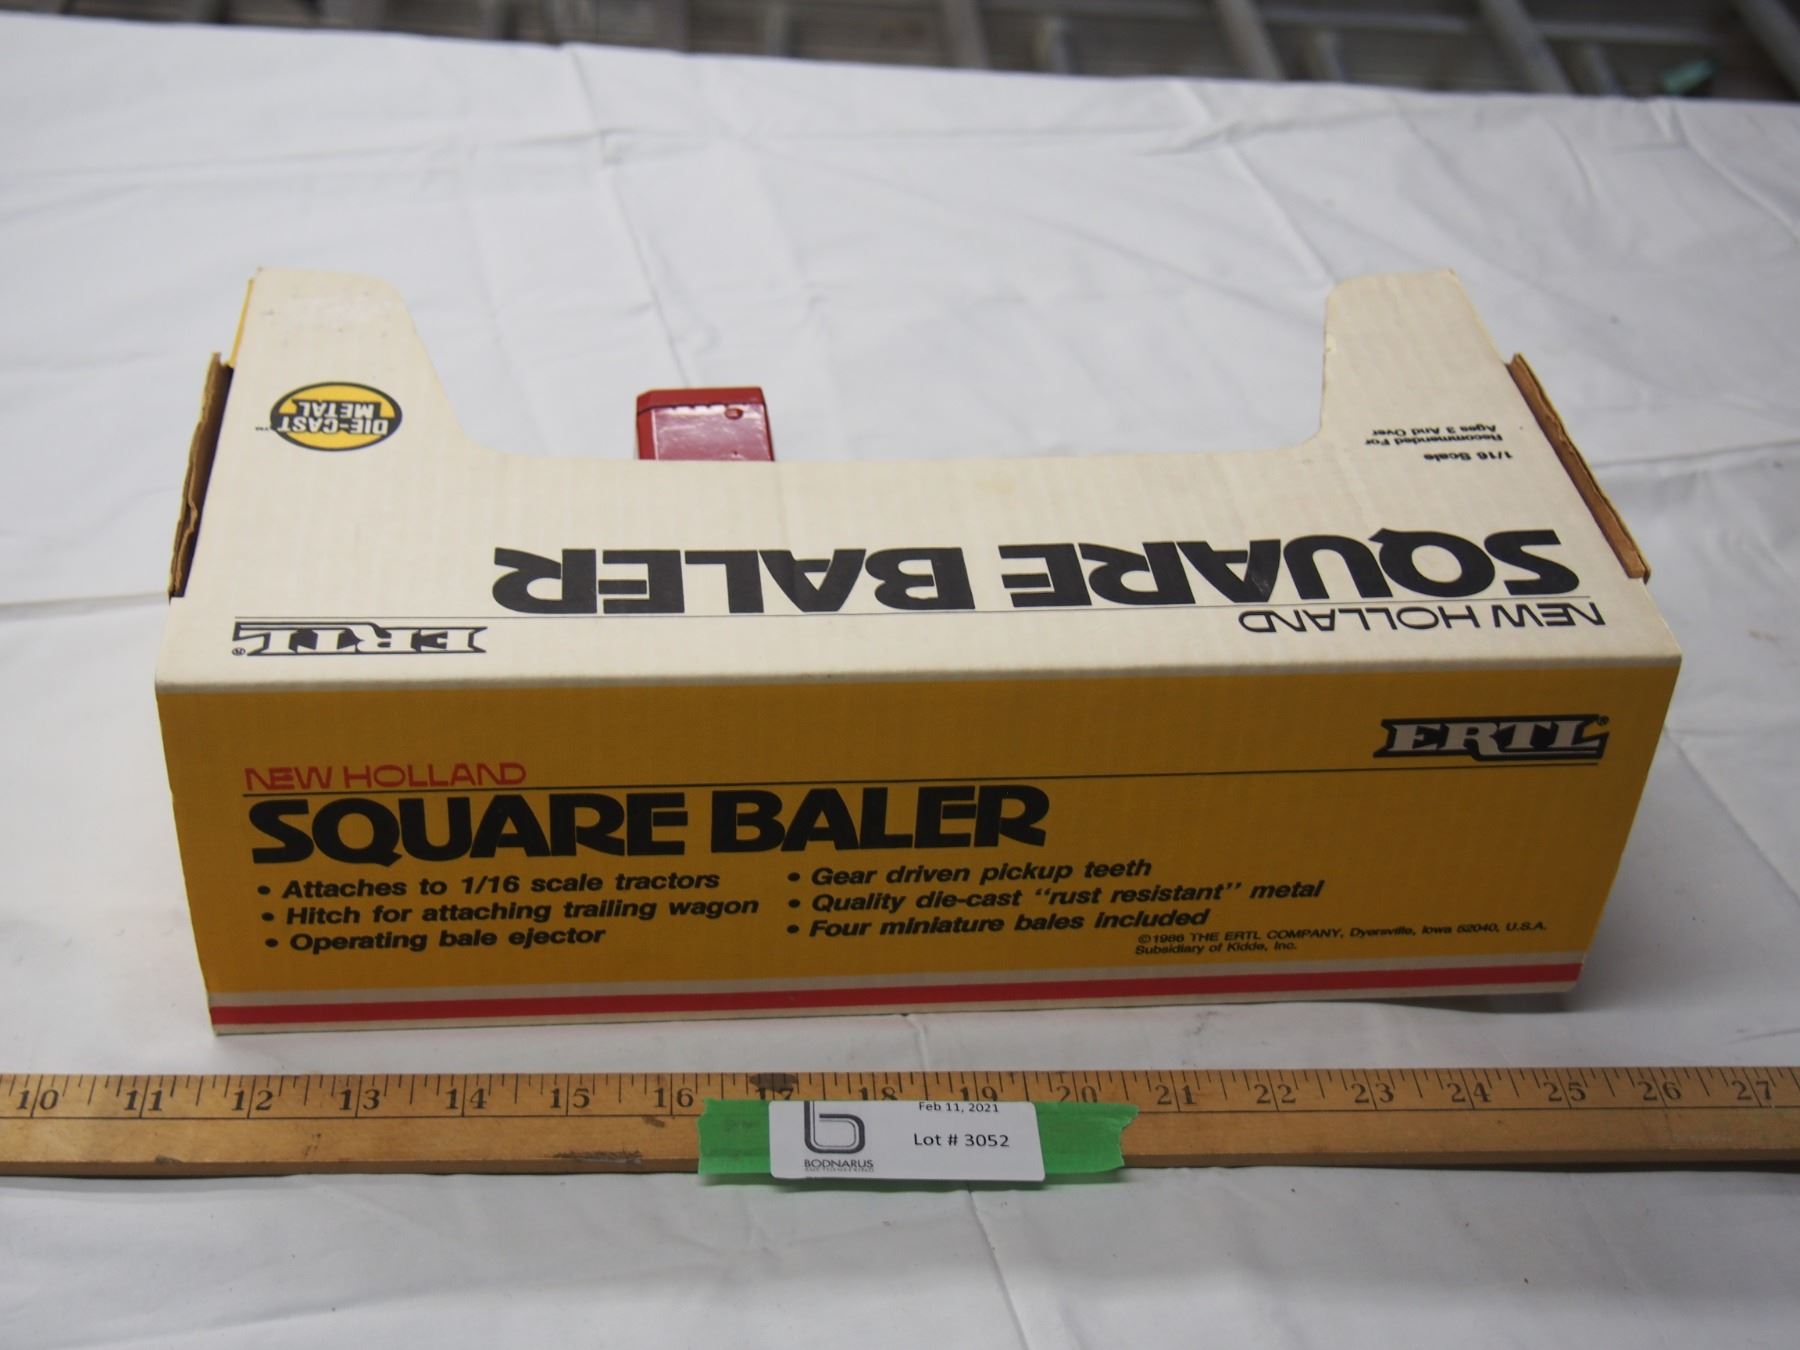 DIE-CAST
METAL
™
1/16 Scale
Recommended For
Ages 3 And Over
NEW HOLLAND
SQUARE BALER
ERTL®
NEW HOLLAND
SQUARE BALER
ERTL®
• Attaches to 1/16 scale tractors
• Hitch for attaching trailing wagon
• Operating bale ejector
• Gear driven pickup teeth
• Quality die-cast “rust resistant” metal
• Four miniature bales included
©1986 THE ERTL COMPANY, Dyersville, Iowa 52040, U.S.A.
Subsidiary of Kidde, Inc.
10 11 12 13 14 15 16 17 18 19 20 21 22 23 24 25 26 27
Feb 11, 2021
Lot # 3052
BODNARUS